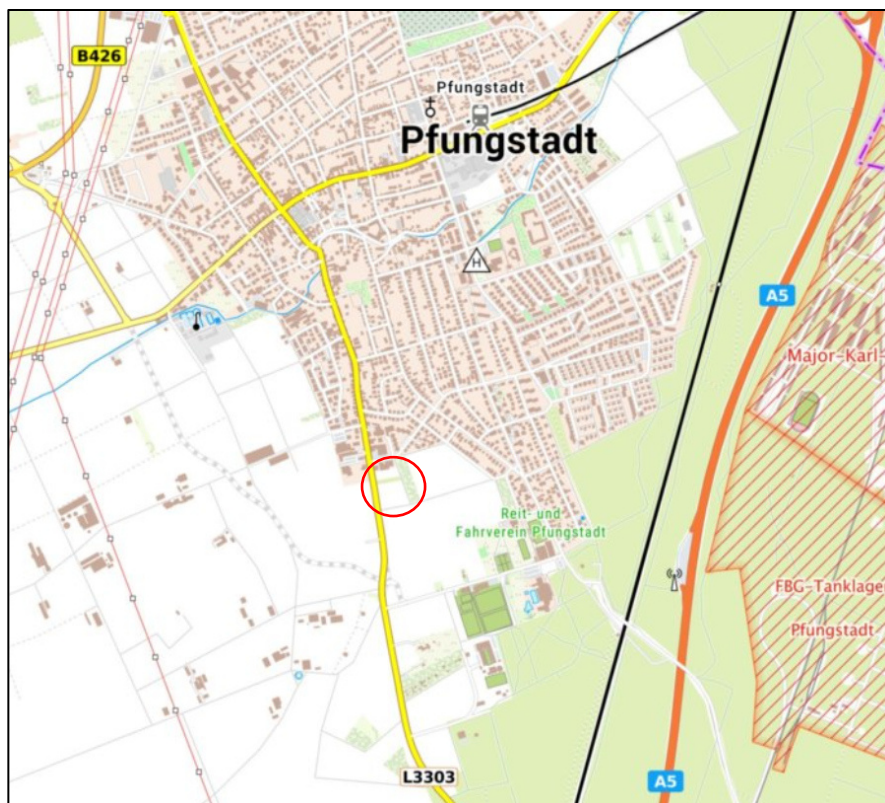 B426
Pfungstadt
Pfungstadt
H
A5
Major-Karl-
Reit- und
Fahrverein Pfungstadt
FBG-Tanklage
Pfungstadt
L3303
A5